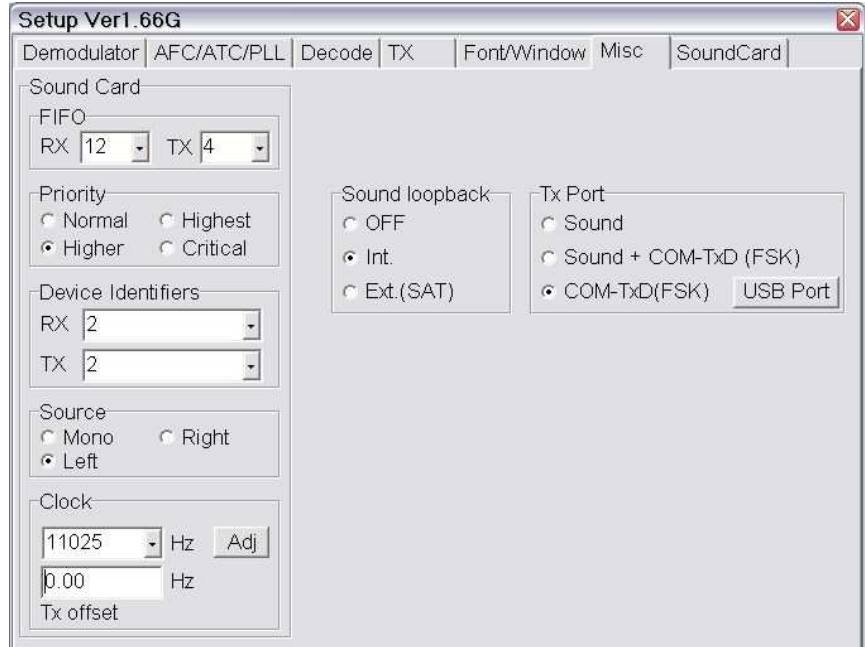 Setup Ver1.66G
Demodulator AFC/ATC/PLL Decode TX Font/Window Misc SoundCard
Sound Card
FIFO
RX 12 TX 4
Priority
Normal Highest
Higher Critical
Device Identifiers
RX 2
TX 2
Source
Mono Right
Left
Clock
11025 Hz Adj
0.00 Hz
Tx offset
Sound loopback
OFF
Int.
Ext.(SAT)
Tx Port
Sound
Sound + COM-TxD (FSK)
COM-TxD(FSK) USB Port